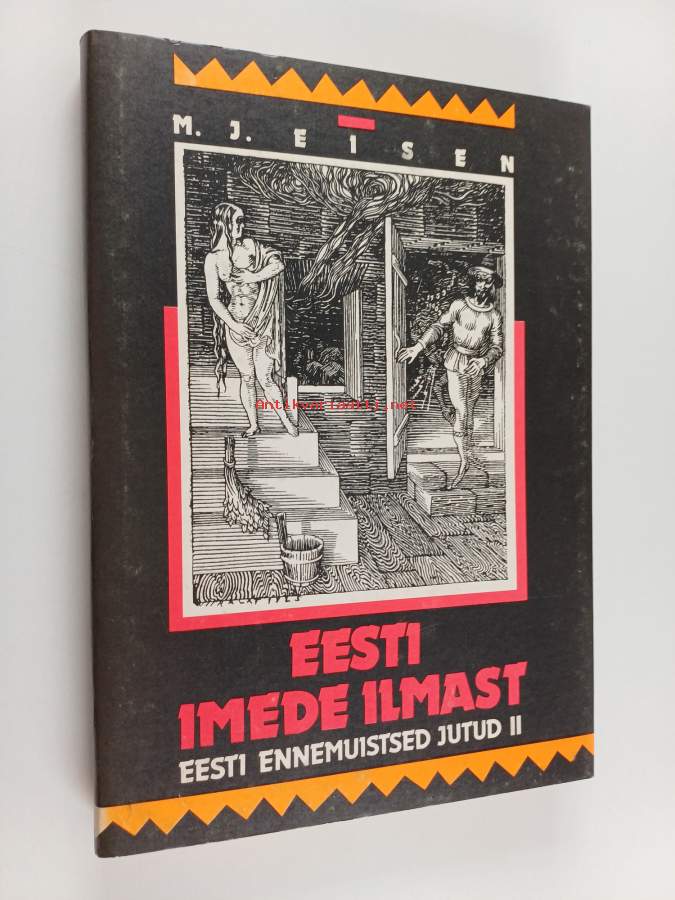 M. J. EISEN
Antikvariaatti.net
EESTI
IMEDE ILMAST
EESTI ENNEMUISTSED JUTUD II